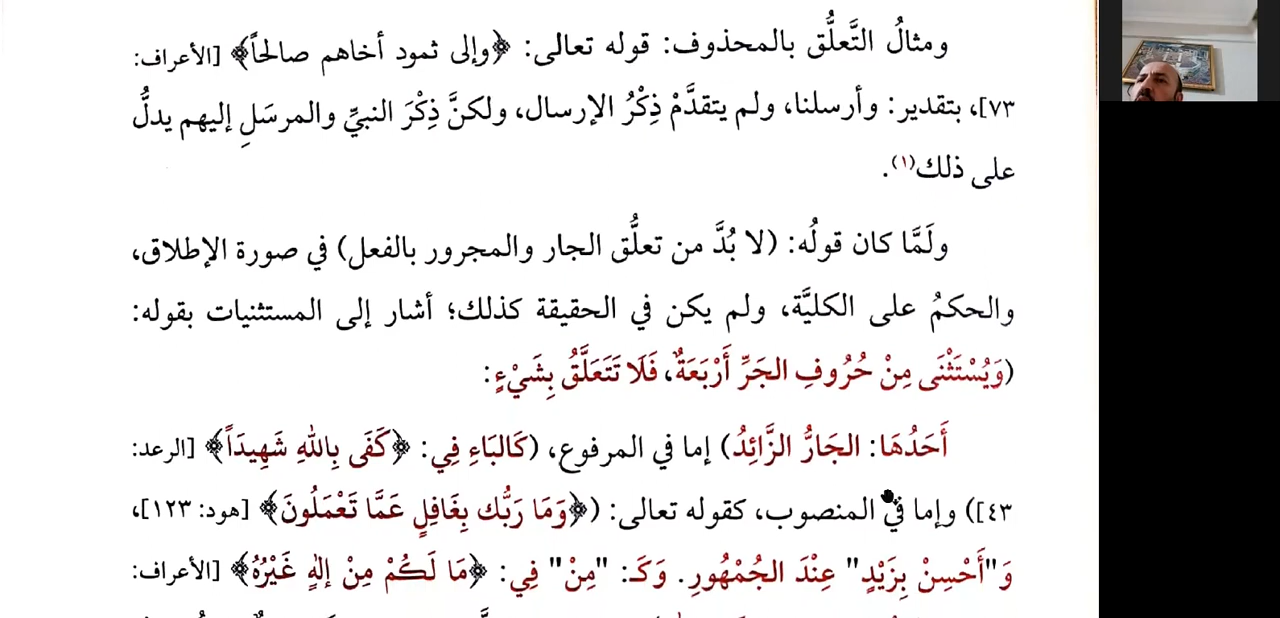 ومثالُ التَّعلُّق بالمحذوف: قوله تعالى: ﴿وإلى ثمود أخاهم صالحاً﴾ [الأعراف:
٧٣]، بتقدير: وأرسلنا، ولم يتقدَّمْ ذِكْرُ الإرسال، ولكنَّ ذِكْرَ النبيِّ والمرسَلِ إليهم يدلُّ
على ذلك(١).
ولَمَّا كان قولُه: (لا بُدَّ من تعلُّق الجار والمجرور بالفعل) في صورة الإطلاق،
والحكمُ على الكليَّة، ولم يكن في الحقيقة كذلك؛ أشار إلى المستثنيات بقوله:
(وَيُسْتَثْنَى مِنْ حُرُوفِ الجَرِّ أَرْبَعَةٌ، فَلَا تَتَعَلَّقُ بِشَيْءٍ:
أَحَدُهَا: الجَارُّ الزَّائِدُ) إما في المرفوع، (كَالبَاءِ فِي: ﴿كَفَى بِاللهِ شَهِيدَاً﴾ [الرعد:
٤٣]) وإما في المنصوب، كقوله تعالى: (﴿وَمَا رَبُّك بِغَافِلٍ عَمَّا تَعْمَلُونَ﴾ [هود: ١٢٣]،
وَ"أَحْسِنْ بِزَيْدٍ" عِنْدَ الجُمْهُورِ. وَكَـ: "مِنْ" فِي: ﴿مَا لَكُمْ مِنْ إِلهٍ غَيْرُهُ﴾ [الأعراف: